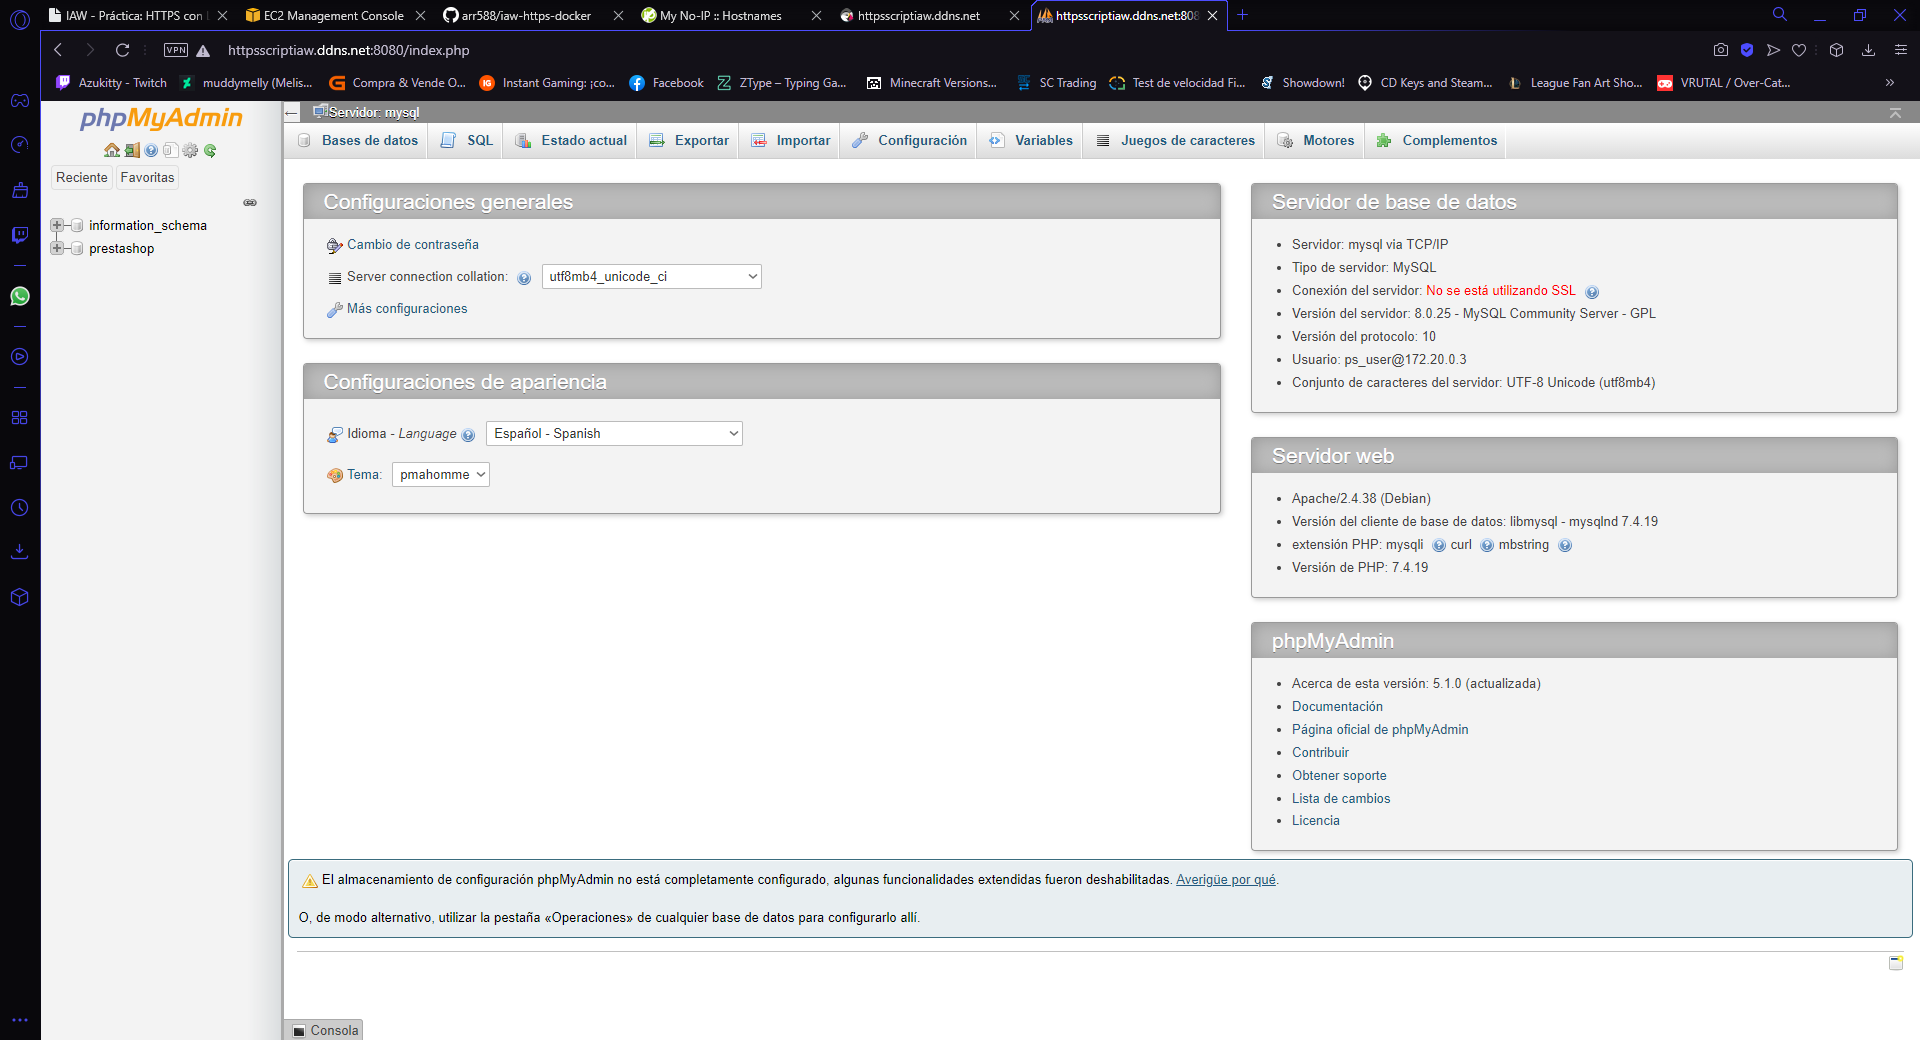 IAW - Práctica: HTTPS con L
EC2 Management Console
arr588/iaw-https-docker
My No-IP :: Hostnames
httpsscriptiaw.ddns.net
httpsscriptiaw.ddns.net:808
VPN
httpsscriptiaw.ddns.net:8080/index.php
Azukitty - Twitch
muddymelly (Melis...
Compra & Vende O...
IG
Instant Gaming: ¡co...
Facebook
ZType – Typing Ga...
Minecraft Versions...
SC Trading
Test de velocidad Fi...
Showdown!
CD Keys and Steam...
League Fan Art Sho...
VRUTAL / Over-Cat...
phpMyAdmin
Reciente
Favoritas
information_schema
prestashop
Servidor: mysql
Bases de datos
SQL
Estado actual
Exportar
Importar
Configuración
Variables
Juegos de caracteres
Motores
Complementos
Configuraciones generales
Cambio de contraseña
Server connection collation:
utf8mb4_unicode_ci
Más configuraciones
Configuraciones de apariencia
Idioma - Language
Español - Spanish
Tema:
pmahomme
Servidor de base de datos
Servidor: mysql via TCP/IP
Tipo de servidor: MySQL
Conexión del servidor: No se está utilizando SSL
Versión del servidor: 8.0.25 - MySQL Community Server - GPL
Versión del protocolo: 10
Usuario: ps_user@172.20.0.3
Conjunto de caracteres del servidor: UTF-8 Unicode (utf8mb4)
Servidor web
Apache/2.4.38 (Debian)
Versión del cliente de base de datos: libmysql - mysqlnd 7.4.19
extensión PHP: mysqli curl mbstring
Versión de PHP: 7.4.19
phpMyAdmin
Acerca de esta versión: 5.1.0 (actualizada)
Documentación
Página oficial de phpMyAdmin
Contribuir
Obtener soporte
Lista de cambios
Licencia
El almacenamiento de configuración phpMyAdmin no está completamente configurado, algunas funcionalidades extendidas fueron deshabilitadas. Averigüe por qué.
O, de modo alternativo, utilizar la pestaña «Operaciones» de cualquier base de datos para configurarlo allí.
Consola